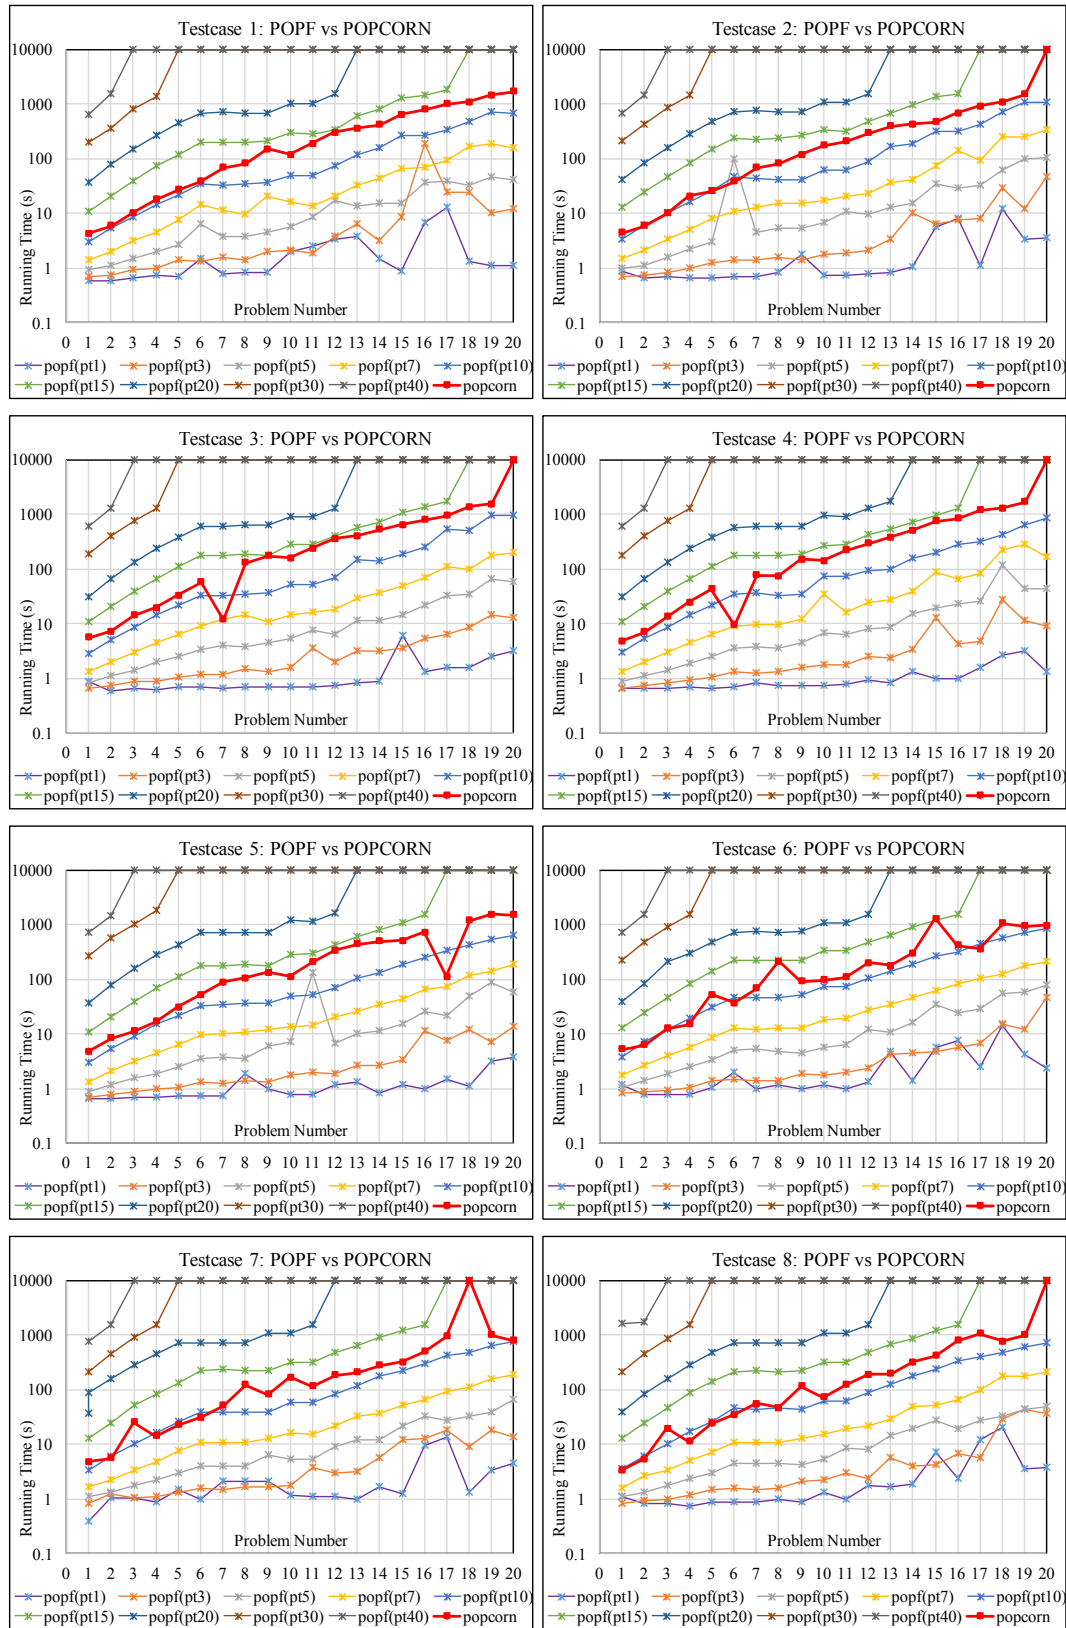 Testcase 1: POPF vs POPCORN
10000
1000
100
10
1
0.1
Running Time (s)
Problem Number
0 1 2 3 4 5 6 7 8 9 10 11 12 13 14 15 16 17 18 19 20
popf(pt1) popf(pt3) popf(pt5) popf(pt7) popf(pt10)
popf(pt15) popf(pt20) popf(pt30) popf(pt40) popcorn
Testcase 2: POPF vs POPCORN
10000
1000
100
10
1
0.1
Running Time (s)
Problem Number
0 1 2 3 4 5 6 7 8 9 10 11 12 13 14 15 16 17 18 19 20
popf(pt1) popf(pt3) popf(pt5) popf(pt7) popf(pt10)
popf(pt15) popf(pt20) popf(pt30) popf(pt40) popcorn
Testcase 3: POPF vs POPCORN
10000
1000
100
10
1
0.1
Running Time (s)
Problem Number
0 1 2 3 4 5 6 7 8 9 10 11 12 13 14 15 16 17 18 19 20
popf(pt1) popf(pt3) popf(pt5) popf(pt7) popf(pt10)
popf(pt15) popf(pt20) popf(pt30) popf(pt40) popcorn
Testcase 4: POPF vs POPCORN
10000
1000
100
10
1
0.1
Running Time (s)
Problem Number
0 1 2 3 4 5 6 7 8 9 10 11 12 13 14 15 16 17 18 19 20
popf(pt1) popf(pt3) popf(pt5) popf(pt7) popf(pt10)
popf(pt15) popf(pt20) popf(pt30) popf(pt40) popcorn
Testcase 5: POPF vs POPCORN
10000
1000
100
10
1
0.1
Running Time (s)
Problem Number
0 1 2 3 4 5 6 7 8 9 10 11 12 13 14 15 16 17 18 19 20
popf(pt1) popf(pt3) popf(pt5) popf(pt7) popf(pt10)
popf(pt15) popf(pt20) popf(pt30) popf(pt40) popcorn
Testcase 6: POPF vs POPCORN
10000
1000
100
10
1
0.1
Running Time (s)
Problem Number
0 1 2 3 4 5 6 7 8 9 10 11 12 13 14 15 16 17 18 19 20
popf(pt1) popf(pt3) popf(pt5) popf(pt7) popf(pt10)
popf(pt15) popf(pt20) popf(pt30) popf(pt40) popcorn
Testcase 7: POPF vs POPCORN
10000
1000
100
10
1
0.1
Running Time (s)
Problem Number
0 1 2 3 4 5 6 7 8 9 10 11 12 13 14 15 16 17 18 19 20
popf(pt1) popf(pt3) popf(pt5) popf(pt7) popf(pt10)
popf(pt15) popf(pt20) popf(pt30) popf(pt40) popcorn
Testcase 8: POPF vs POPCORN
10000
1000
100
10
1
0.1
Running Time (s)
Problem Number
0 1 2 3 4 5 6 7 8 9 10 11 12 13 14 15 16 17 18 19 20
popf(pt1) popf(pt3) popf(pt5) popf(pt7) popf(pt10)
popf(pt15) popf(pt20) popf(pt30) popf(pt40) popcorn